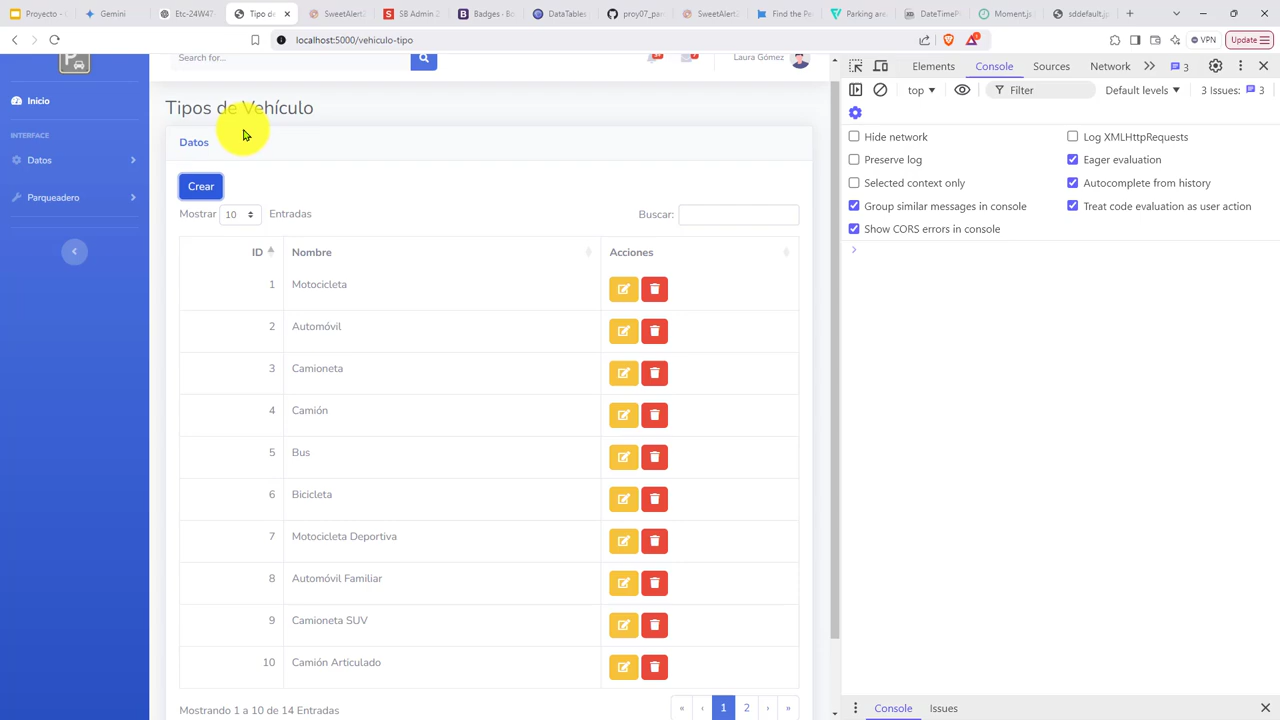 Proyecto -
Gemini
Etc-24W47-
Tipo de
SweetAlert2
SB Admin 2
Badges - Bo
DataTables
proy07_par
SweetAlert2
Find the Pe
Parking area
DateTimePi
Moment.js
sddefault.jp
localhost:5000/vehiculo-tipo
VPN
Update
Search for...
Laura Gómez
Inicio
INTERFACE
Datos
Parqueadero
Tipos de Vehículo
Datos
Crear
Mostrar 10 Entradas
Buscar:
ID Nombre Acciones
1 Motocicleta
2 Automóvil
3 Camioneta
4 Camión
5 Bus
6 Bicicleta
7 Motocicleta Deportiva
8 Automóvil Familiar
9 Camioneta SUV
10 Camión Articulado
Mostrando 1 a 10 de 14 Entradas
« ‹ 1 2 › »
Elements Console Sources Network » 3
top Filter Default levels 3 Issues: 3
Hide network Log XMLHttpRequests
Preserve log Eager evaluation
Selected context only Autocomplete from history
Group similar messages in console Treat code evaluation as user action
Show CORS errors in console
Console Issues